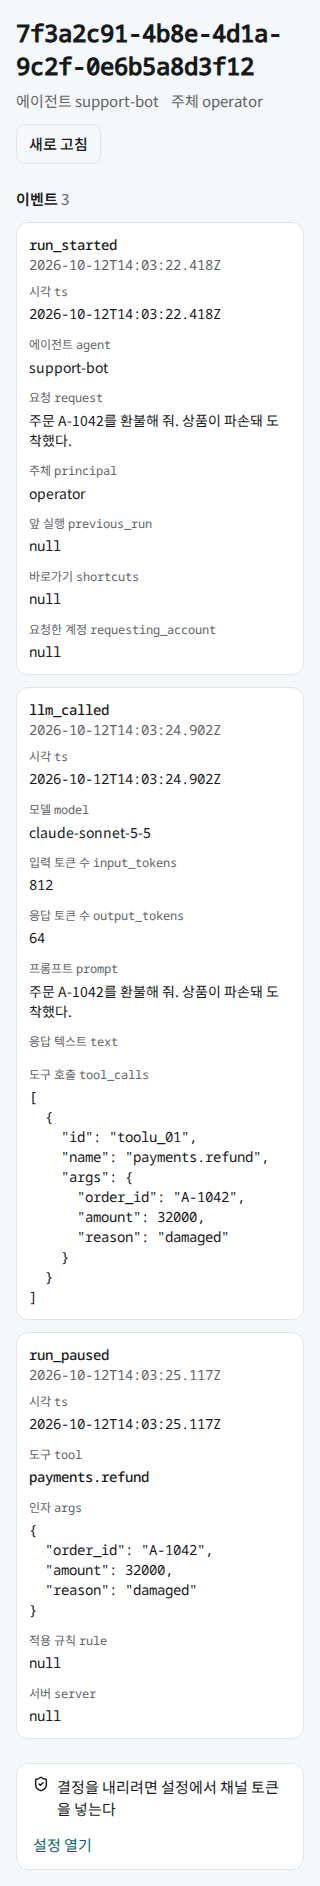 7f3a2c91-4b8e-4d1a-
9c2f-0e6b5a8d3f12
에이전트 support-bot 주체 operator
새로 고침
이벤트 3
run_started
2026-10-12T14:03:22.418Z
시각 ts
2026-10-12T14:03:22.418Z
에이전트 agent
support-bot
요청 request
주문 A-1042를 환불해 줘. 상품이 파손돼 도
착했다.
주체 principal
operator
앞 실행 previous_run
null
바로가기 shortcuts
null
요청한 계정 requesting_account
null
llm_called
2026-10-12T14:03:24.902Z
시각 ts
2026-10-12T14:03:24.902Z
모델 model
claude-sonnet-5-5
입력 토큰 수 input_tokens
812
응답 토큰 수 output_tokens
64
프롬프트 prompt
주문 A-1042를 환불해 줘. 상품이 파손돼 도
착했다.
응답 텍스트 text
도구 호출 tool_calls
[
  {
    "id": "toolu_01",
    "name": "payments.refund",
    "args": {
      "order_id": "A-1042",
      "amount": 32000,
      "reason": "damaged"
    }
  }
]
run_paused
2026-10-12T14:03:25.117Z
시각 ts
2026-10-12T14:03:25.117Z
도구 tool
payments.refund
인자 args
{
  "order_id": "A-1042",
  "amount": 32000,
  "reason": "damaged"
}
적용 규칙 rule
null
서버 server
null
결정을 내리려면 설정에서 채널 토큰
을 넣는다
설정 열기